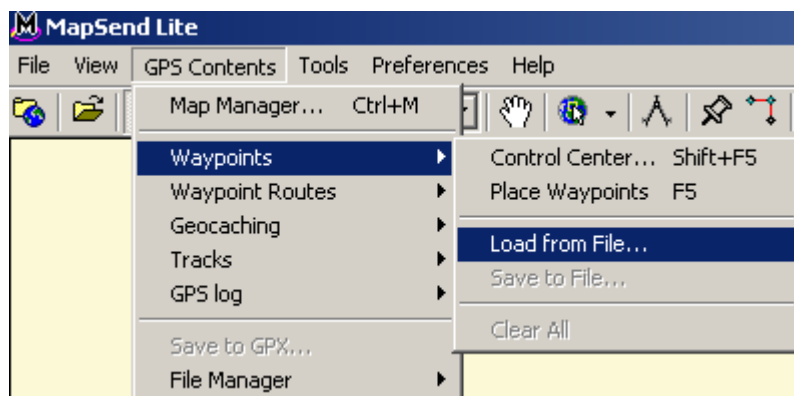 MapSend Lite
File View GPS Contents Tools Preferences Help
Map Manager... Ctrl+M
Waypoints
Waypoint Routes
Geocaching
Tracks
GPS log
Save to GPX...
File Manager
Control Center... Shift+F5
Place Waypoints F5
Load from File...
Save to File...
Clear All